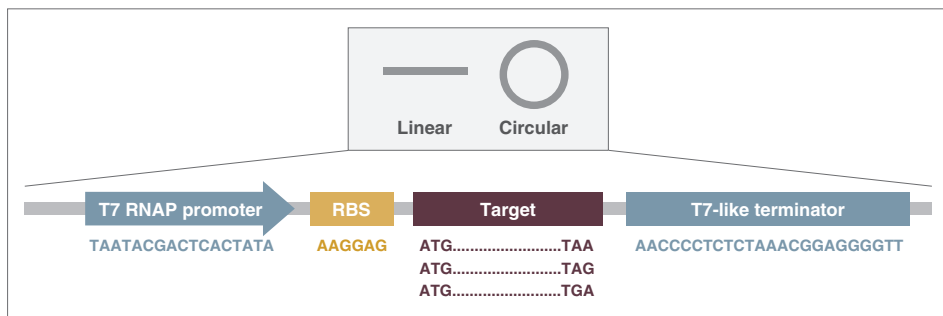 Linear Circular
T7 RNAP promoter RBS Target T7-like terminator
TAATACGACTCACTATA AAGGAG ATG.......................TAA AACCCCTCTCTAAACGGAGGGGTT
ATG.......................TAG
ATG.......................TGA